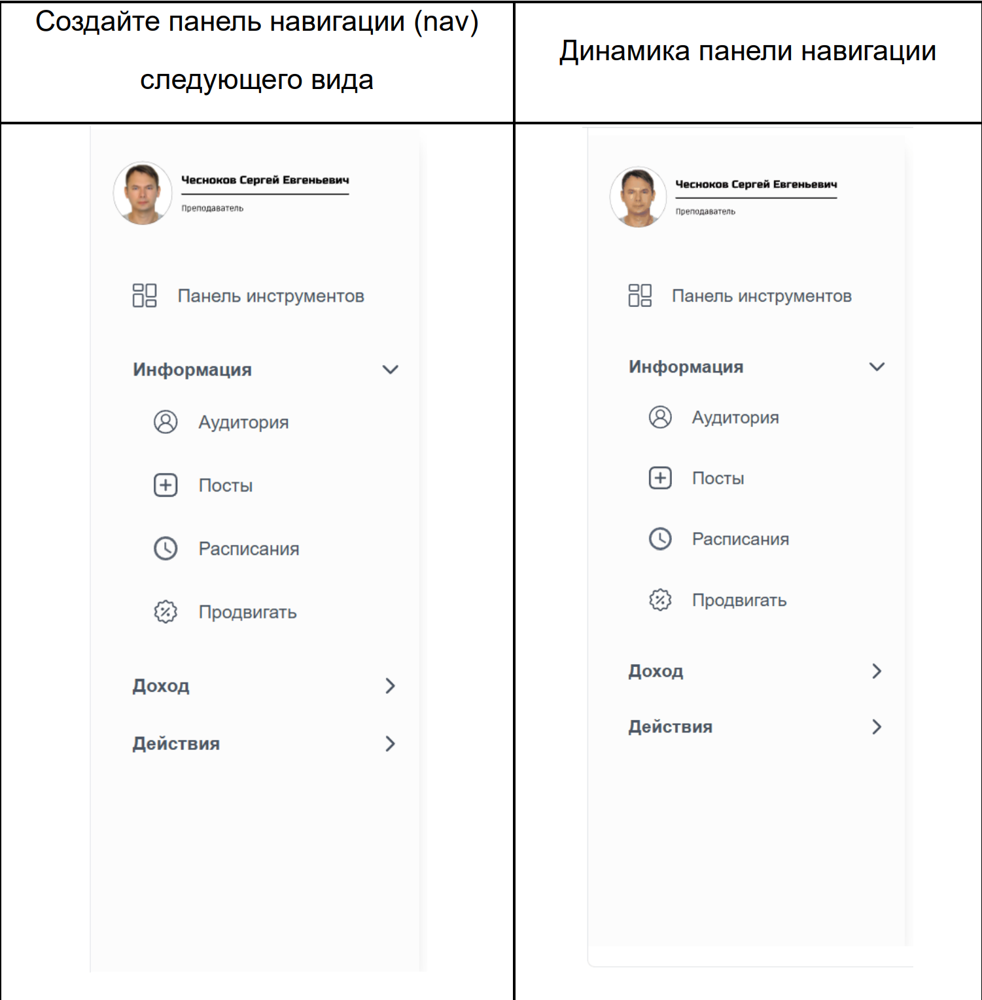 Создайте панель навигации (nav)
следующего вида
Динамика панели навигации
Чесноков Сергей Евгеньевич
Преподаватель
Панель инструментов
Информация
Аудитория
Посты
Расписания
Продвигать
Доход
Действия
Чесноков Сергей Евгеньевич
Преподаватель
Панель инструментов
Информация
Аудитория
Посты
Расписания
Продвигать
Доход
Действия